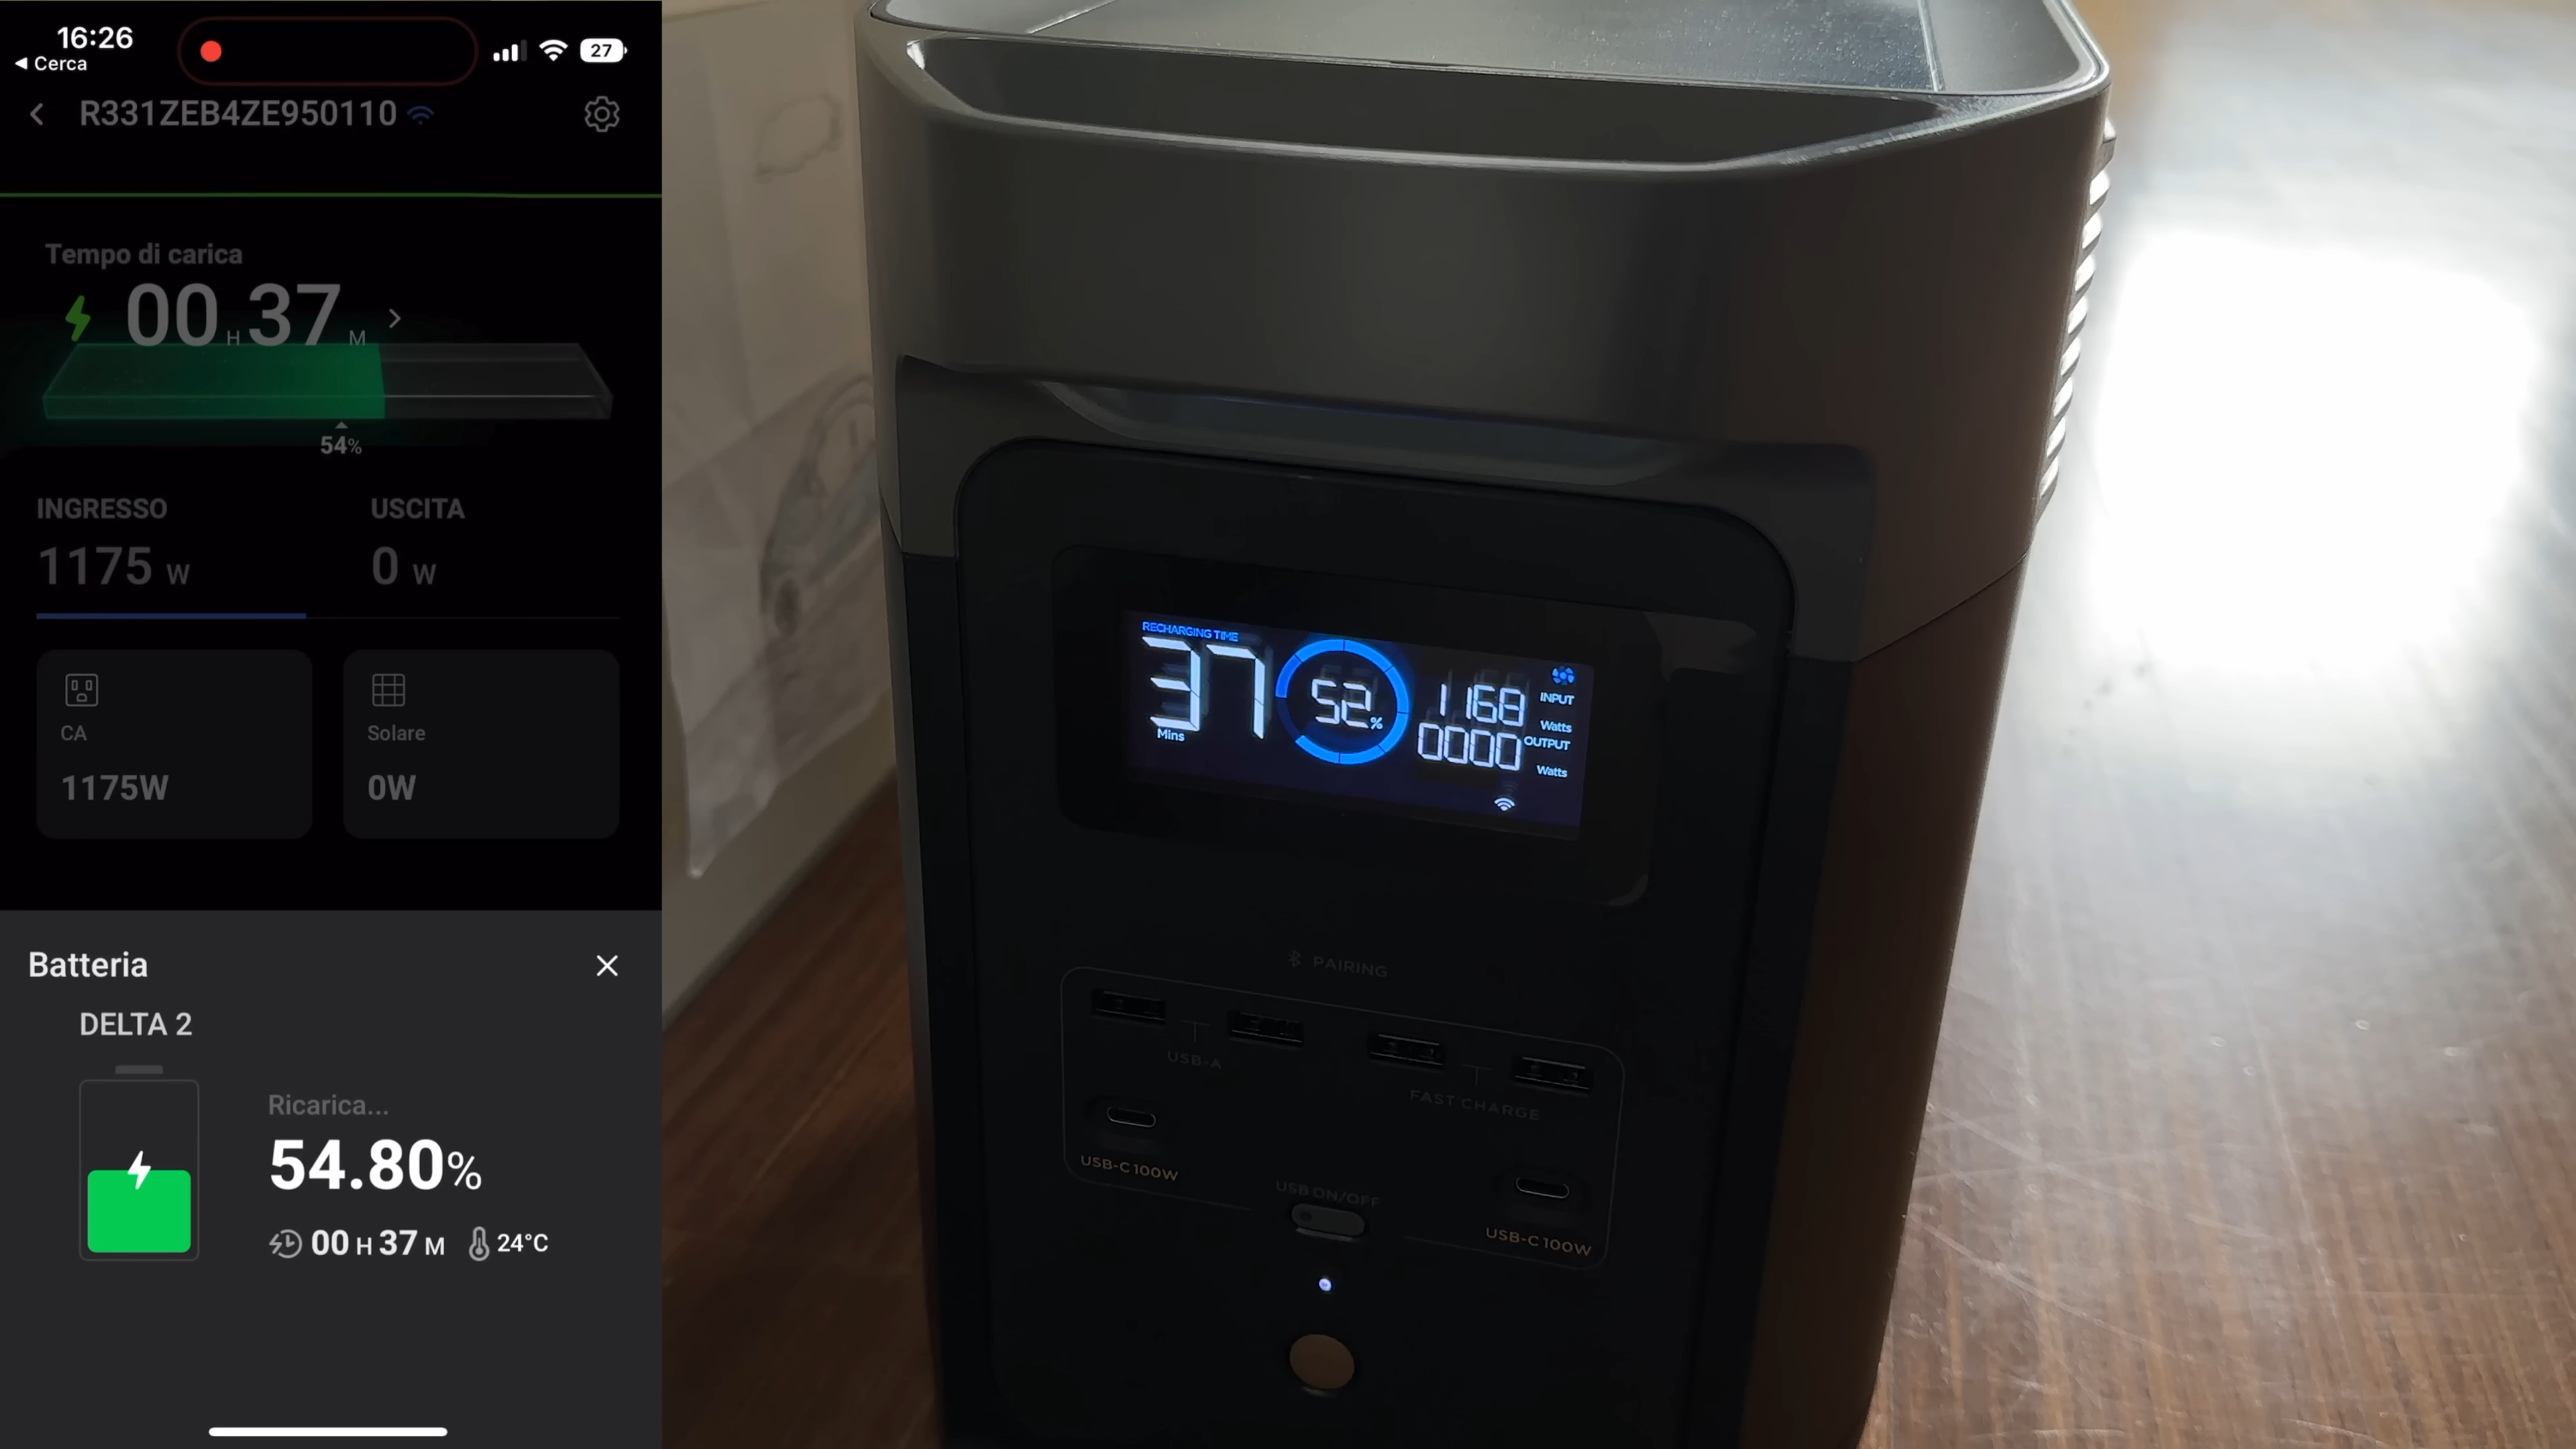 16:26
27
◀ Cerca
R331ZEB4ZE950110
Tempo di carica
00 H 37 M
54%
INGRESSO
USCITA
1175 W
0 W
CA
Solare
1175W
0W
Batteria
DELTA 2
Ricarica...
54.80%
00 H 37 M
24°C
RECHARGING TIME
37
Mins
52%
1168
INPUT
Watts
0000
OUTPUT
Watts
PAIRING
USB-A
FAST CHARGE
USB-C 100W
USB ON/OFF
USB-C 100W